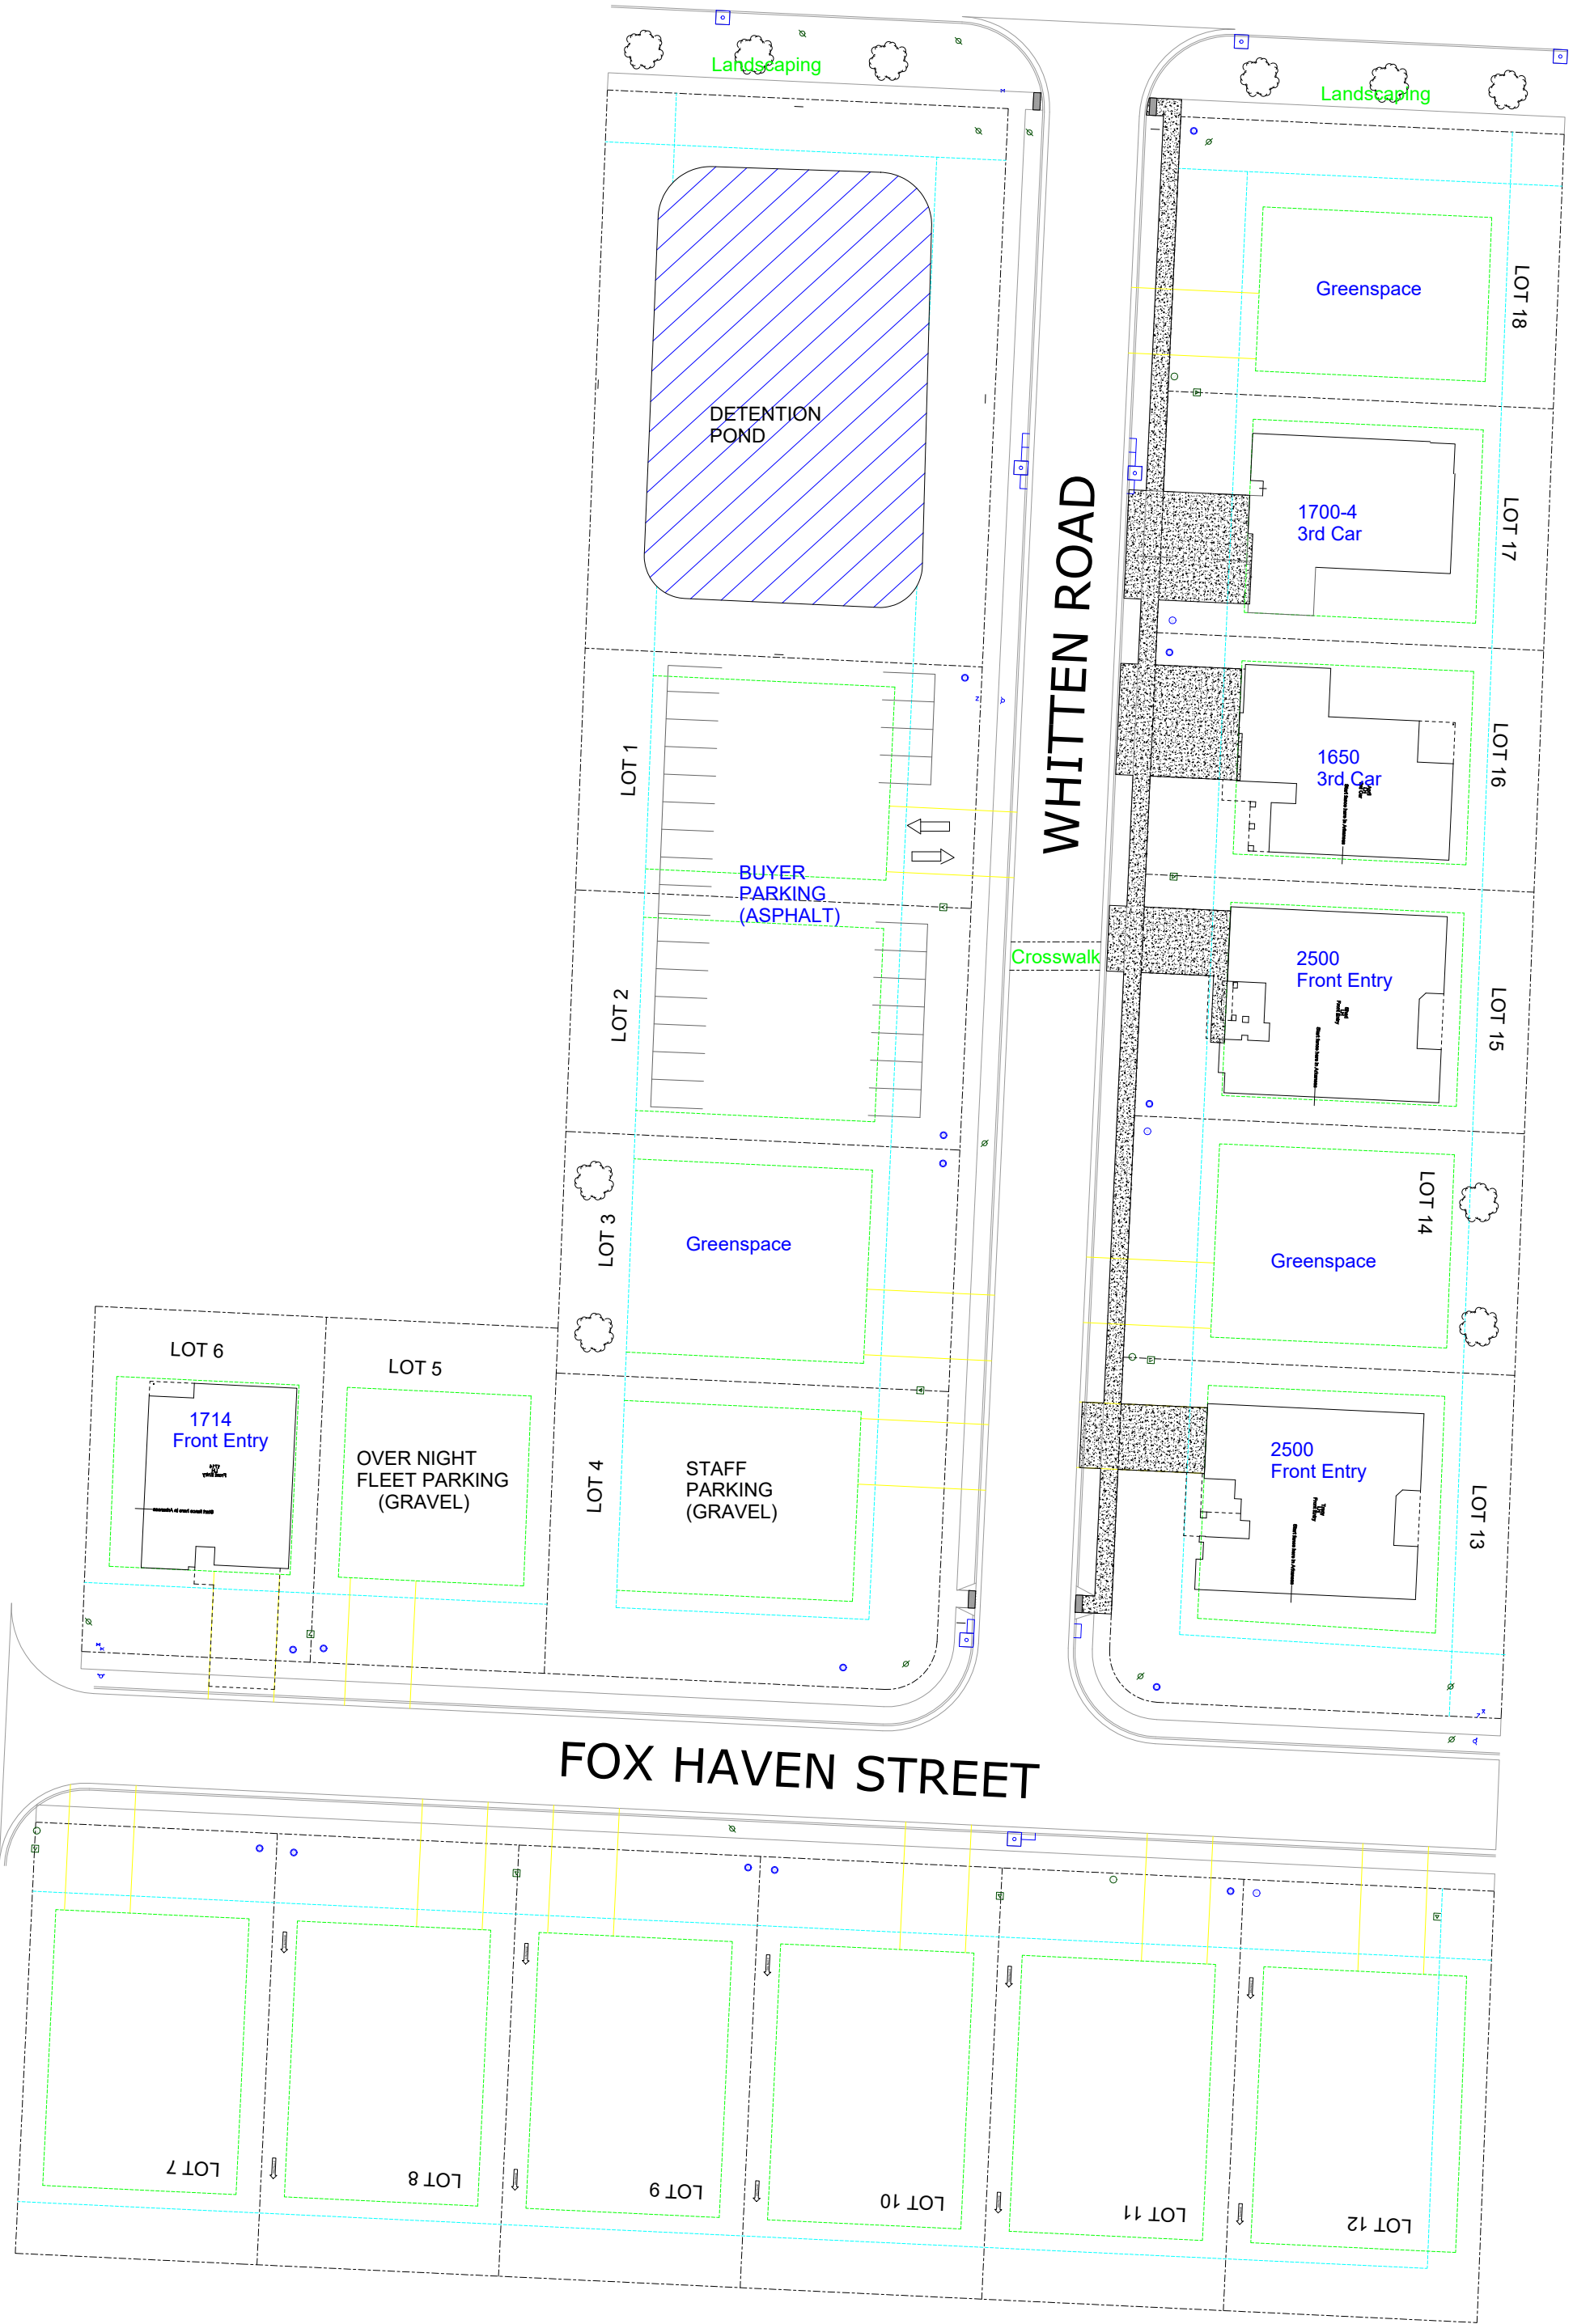 Landscaping
Landscaping
Greenspace
LOT 18
DETENTION
POND
WHITTEN ROAD
1700-4
3rd Car
LOT 17
LOT 1
1650
3rd Car
LOT 16
BUYER
PARKING
(ASPHALT)
Crosswalk
2500
Front Entry
LOT 15
LOT 2
LOT 3
Greenspace
LOT 14
Greenspace
LOT 6
LOT 5
1714
Front Entry
OVER NIGHT
FLEET PARKING
(GRAVEL)
LOT 4
STAFF
PARKING
(GRAVEL)
2500
Front Entry
LOT 13
FOX HAVEN STREET
LOT 7
LOT 8
LOT 9
LOT 10
LOT 11
LOT 12